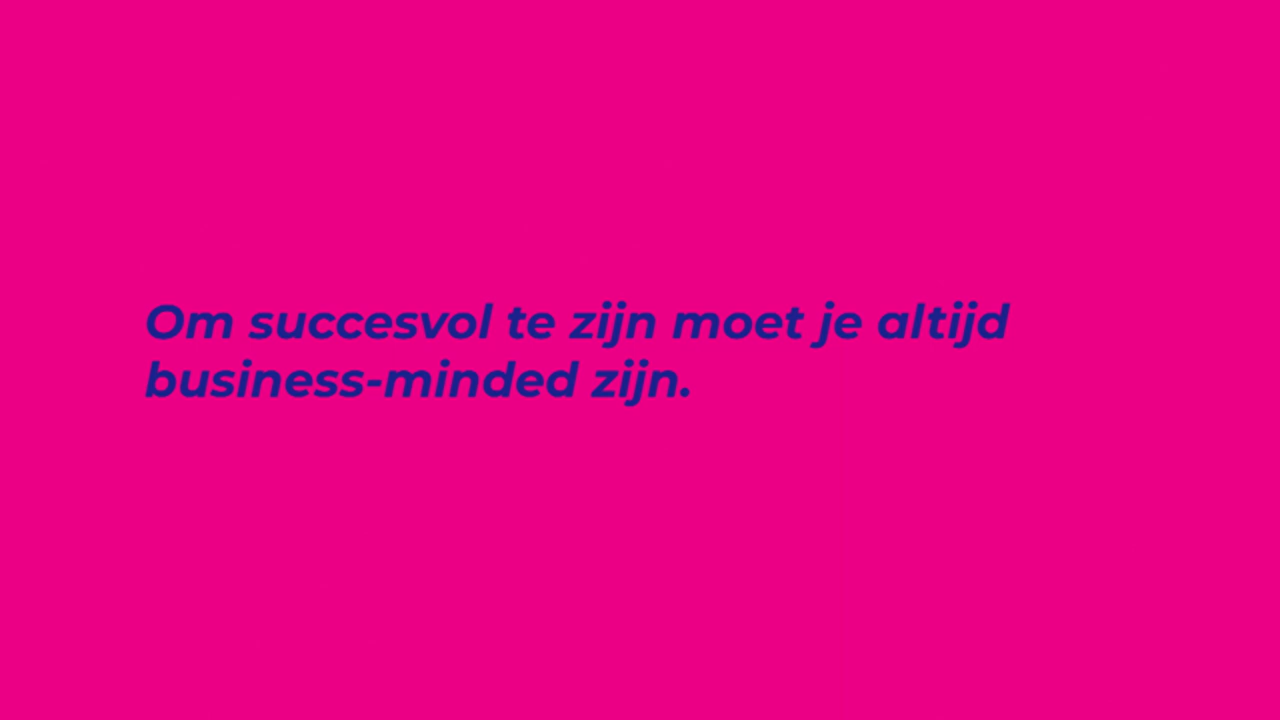 Om succesvol te zijn moet je altijd
business-minded zijn.